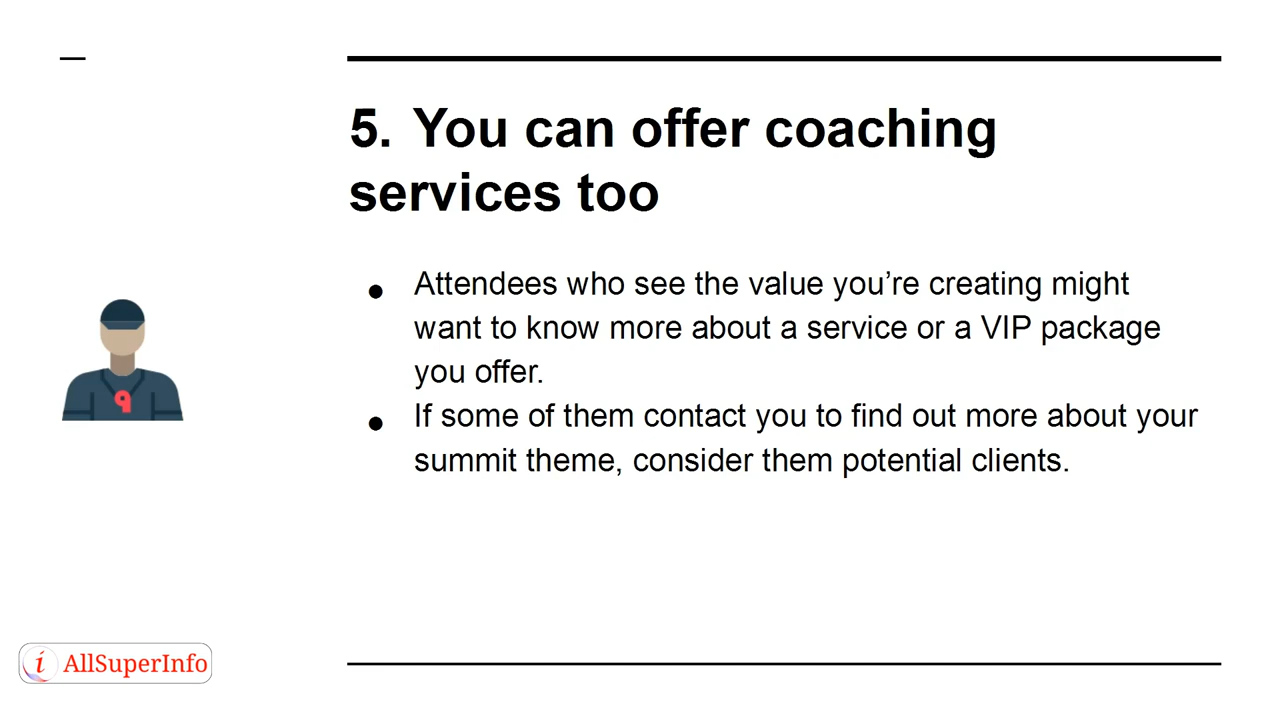 5. You can offer coaching
services too
● Attendees who see the value you’re creating might
want to know more about a service or a VIP package
you offer.
● If some of them contact you to find out more about your
summit theme, consider them potential clients.
9
i AllSuperInfo